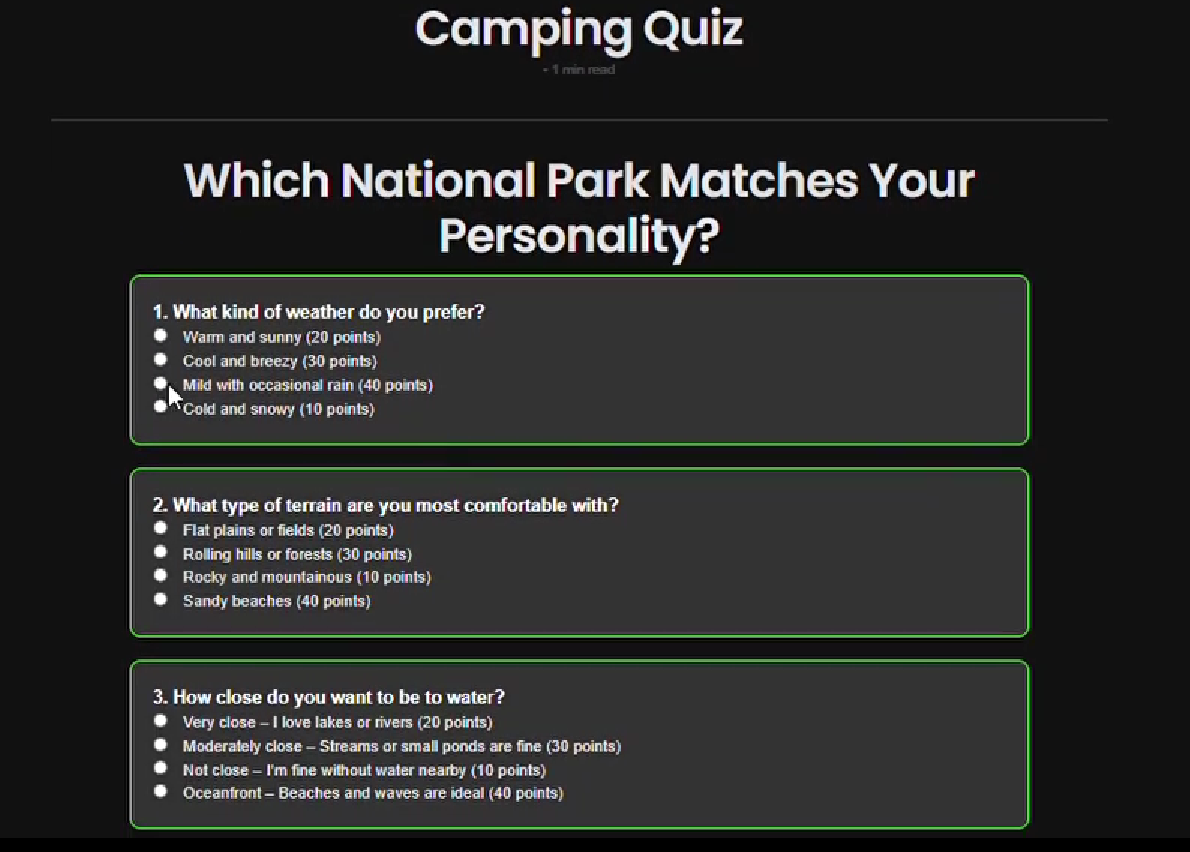 Camping Quiz
- 1 min read
Which National Park Matches Your
Personality?
1. What kind of weather do you prefer?
Warm and sunny (20 points)
Cool and breezy (30 points)
Mild with occasional rain (40 points)
Cold and snowy (10 points)
2. What type of terrain are you most comfortable with?
Flat plains or fields (20 points)
Rolling hills or forests (30 points)
Rocky and mountainous (10 points)
Sandy beaches (40 points)
3. How close do you want to be to water?
Very close – I love lakes or rivers (20 points)
Moderately close – Streams or small ponds are fine (30 points)
Not close – I'm fine without water nearby (10 points)
Oceanfront – Beaches and waves are ideal (40 points)